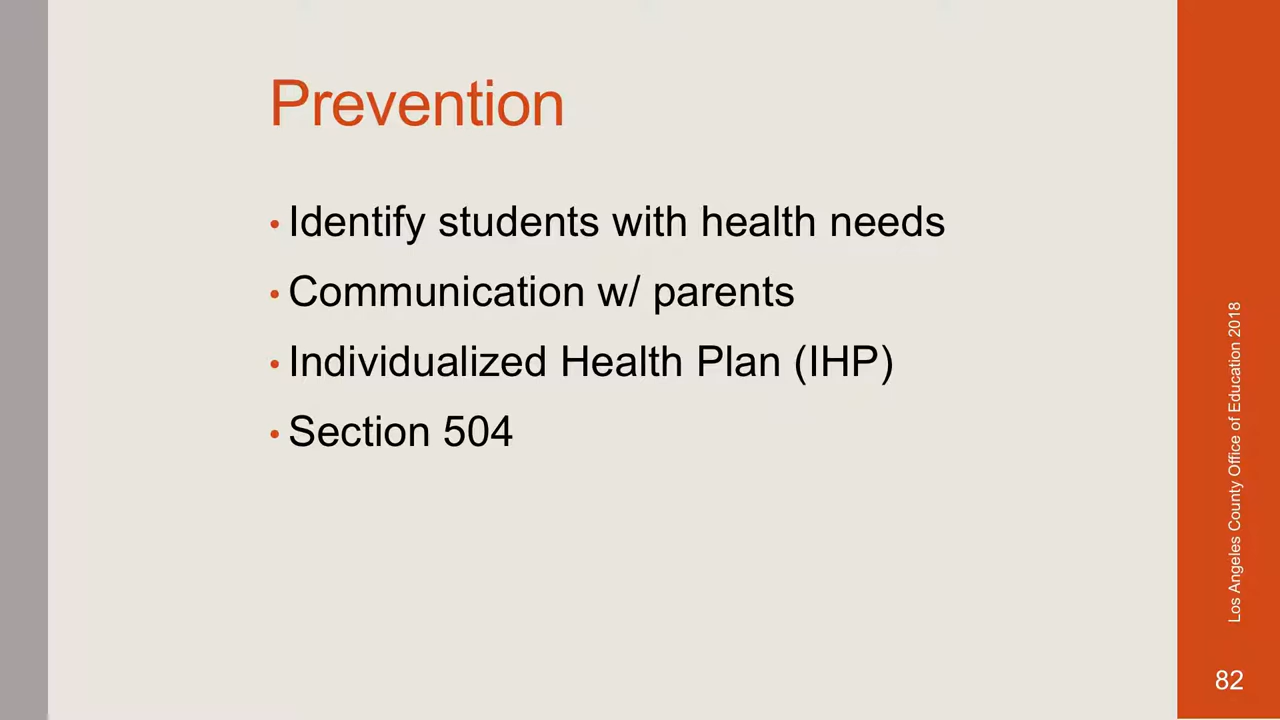 Prevention
• Identify students with health needs
• Communication w/ parents
• Individualized Health Plan (IHP)
• Section 504
Los Angeles County Office of Education 2018
82